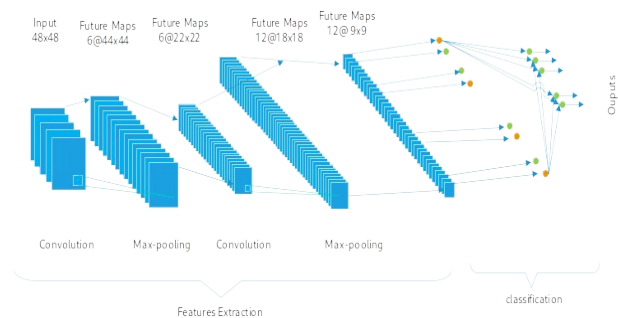 Input
48x48
Future Maps
6@44x44
Future Maps
6@22x22
Future Maps
12@18x18
Future Maps
12@9x9
Ouputs
Convolution
Max-pooling
Convolution
Max-pooling
Features Extraction
classification